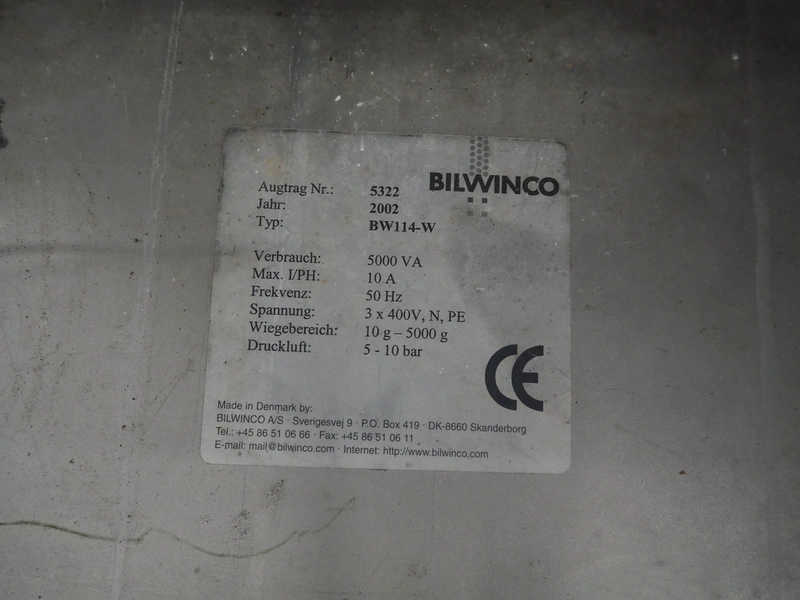 BILWINCO
Augtrag Nr.: 5322
Jahr: 2002
Typ: BW114-W
Verbrauch: 5000 VA
Max. I/PH: 10 A
Frekvenz: 50 Hz
Spannung: 3 x 400V, N, PE
Wiegebereich: 10 g – 5000 g
Druckluft: 5 - 10 bar
CE
Made in Denmark by:
BILWINCO A/S · Sverigesvej 9 · P.O. Box 419 · DK-8660 Skanderborg
Tel.: +45 86 51 06 66 · Fax: +45 86 51 06 11
E-mail: mail@bilwinco.com · Internet: http://www.bilwinco.com